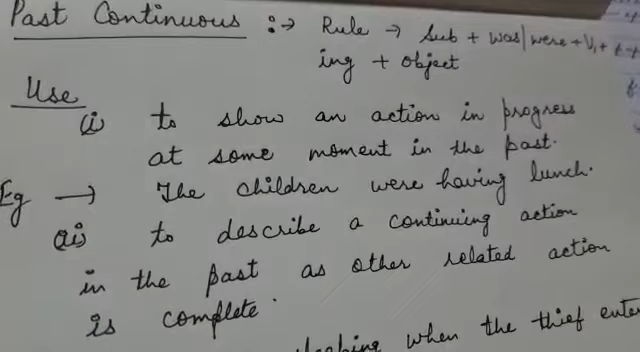 Past Continuous :→ Rule → Sub + was/were + V1 +
ing + object
Use
(i) to show an action in progress
at some moment in the past.
Eg → The children were having lunch.
(ii) to describe a continuing action
in the past as other related action
is complete.
when the thief